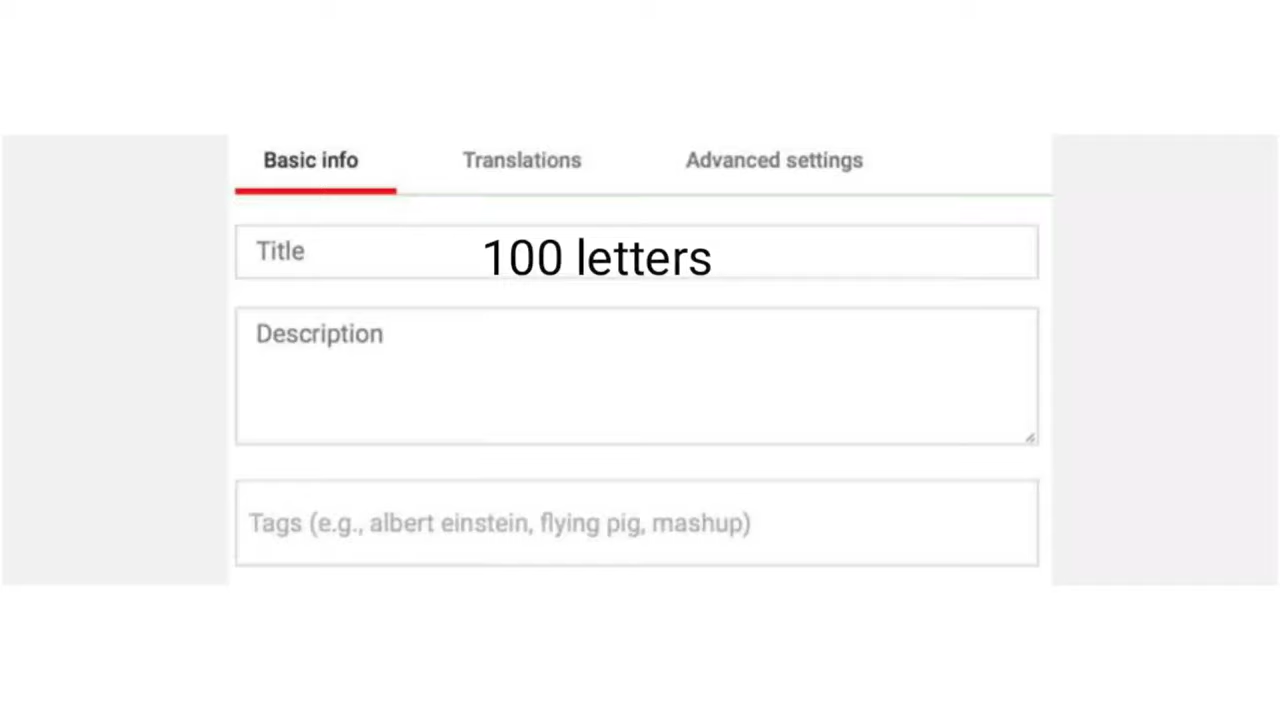 Basic info Translations Advanced settings
Title 100 letters
Description
Tags (e.g., albert einstein, flying pig, mashup)